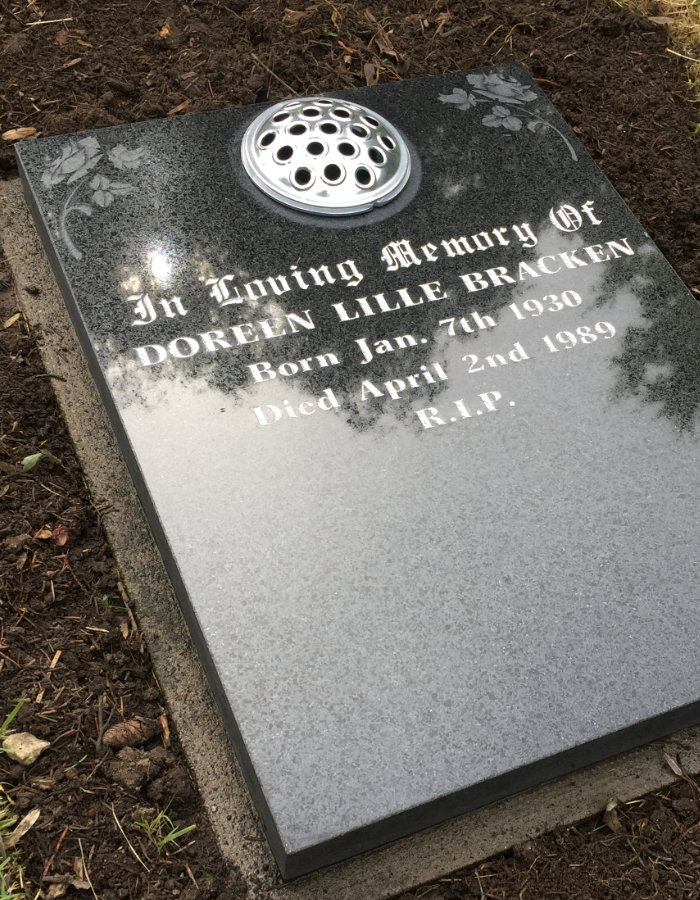 In Loving Memory Of
DOREEN LILLE BRACKEN
Born Jan. 7th 1930
Died April 2nd 1989
R.I.P.